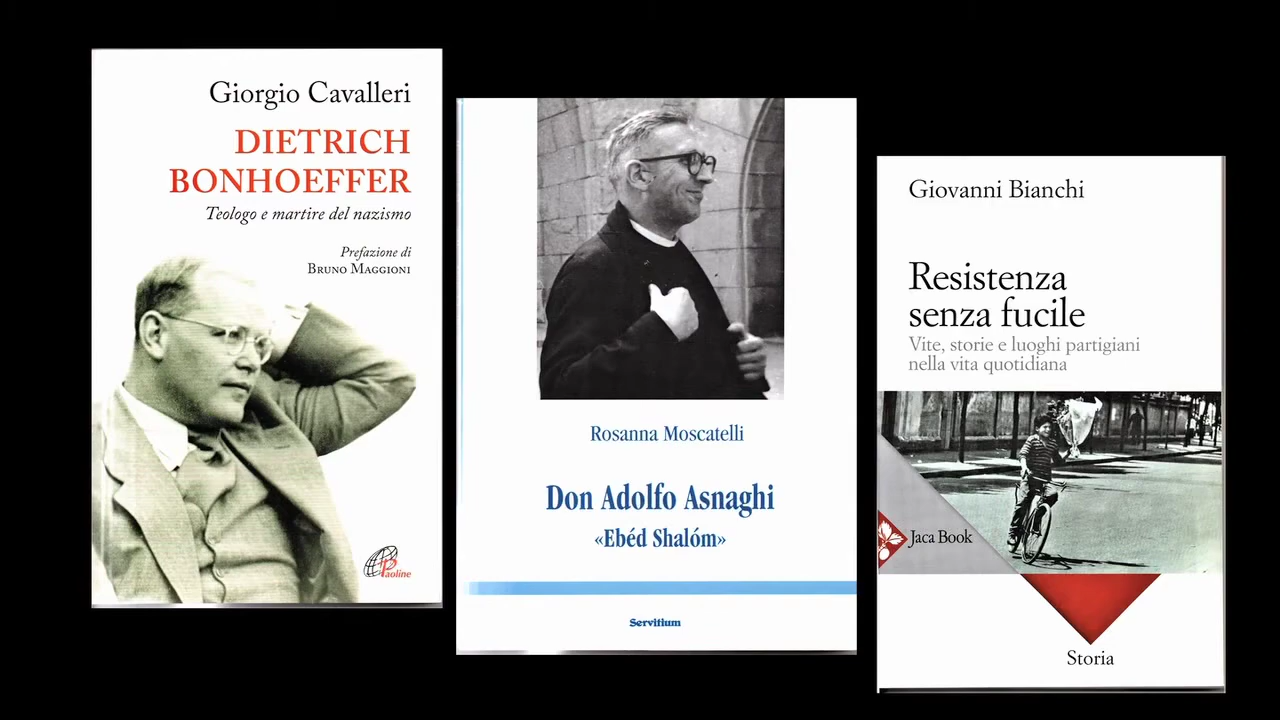 Giorgio Cavalleri
DIETRICH
BONHOEFFER
Teologo e martire del nazismo
Prefazione di
BRUNO MAGGIONI
Paoline
Rosanna Moscatelli
Don Adolfo Asnaghi
«Ebéd Shalóm»
Servitium
Giovanni Bianchi
Resistenza
senza fucile
Vite, storie e luoghi partigiani
nella vita quotidiana
Jaca Book
Storia